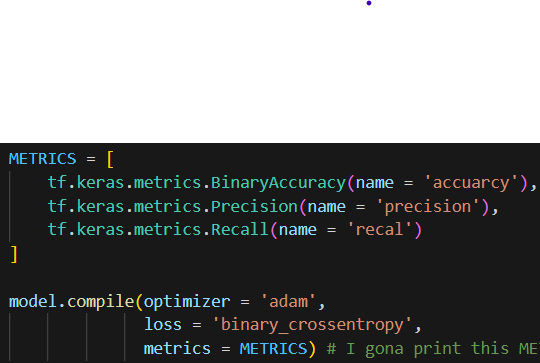 METRICS = [
    tf.keras.metrics.BinaryAccuracy(name = 'accuarcy'),
    tf.keras.metrics.Precision(name = 'precision'),
    tf.keras.metrics.Recall(name = 'recal')
]
model.compile(optimizer = 'adam',
              loss = 'binary_crossentropy',
              metrics = METRICS) # I gona print this ME